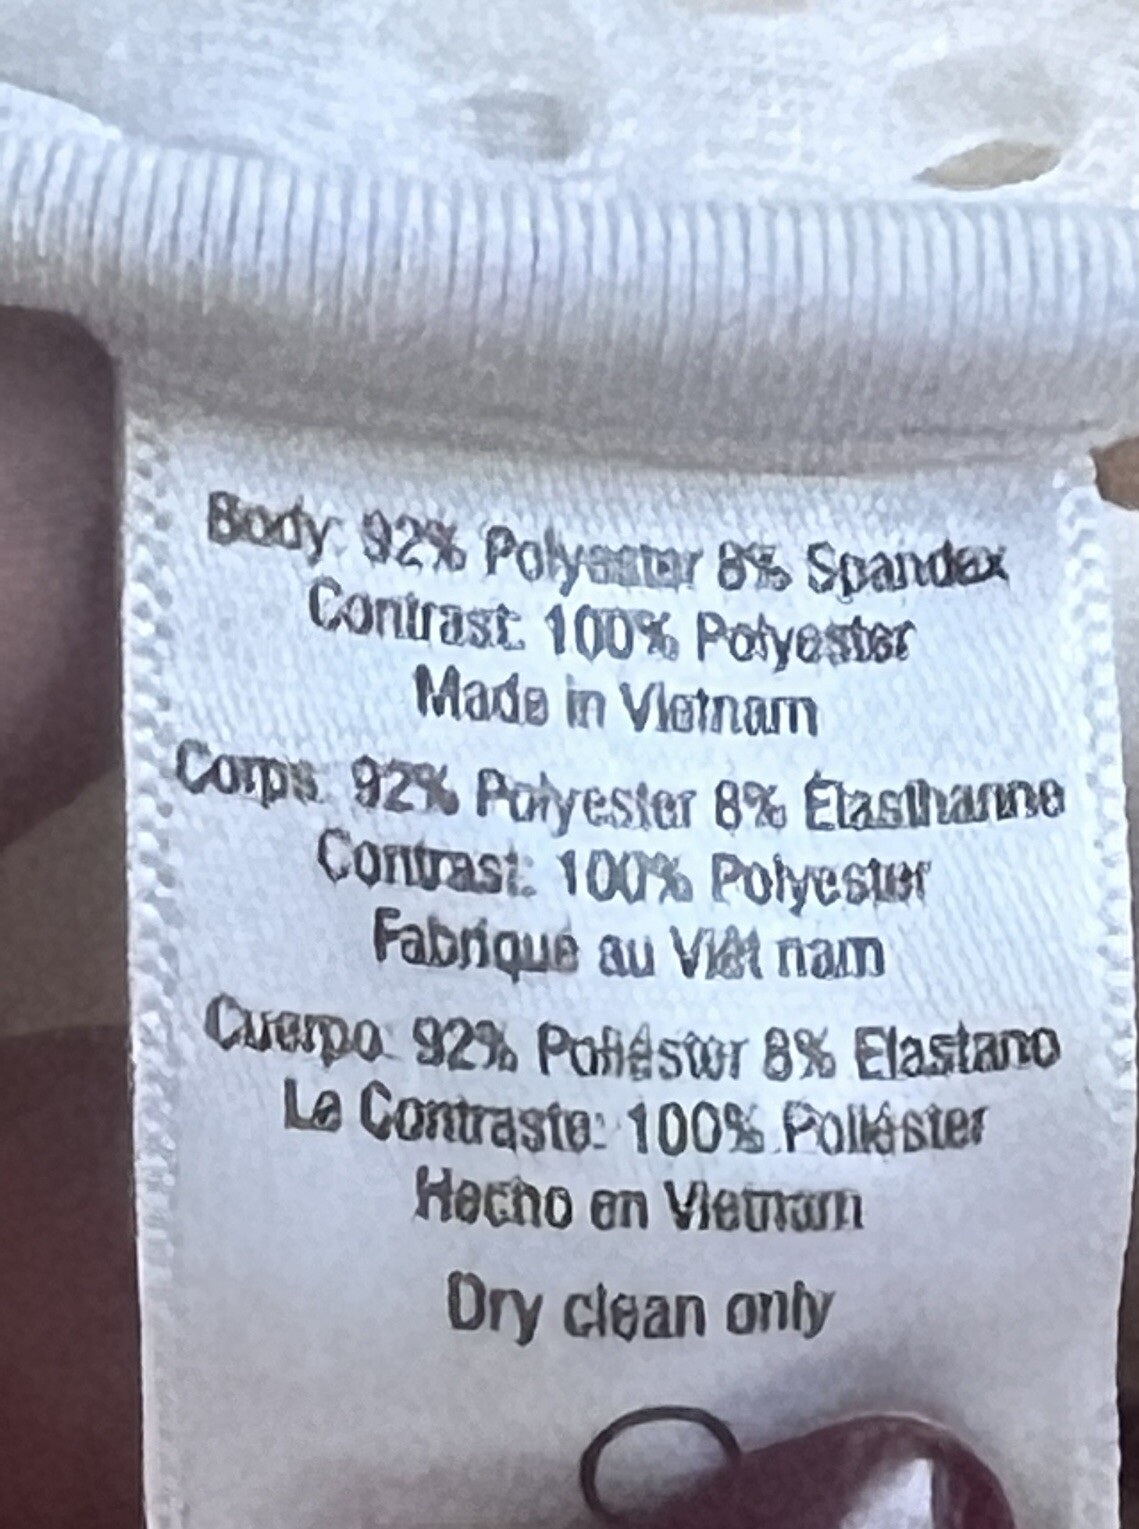 Body: 92% Polyester 8% Spandex
Contrast: 100% Polyester
Made in Vietnam
Corps: 92% Polyester 8% Élasthanne
Contrast: 100% Polyester
Fabriqué au Viêt nam
Cuerpo: 92% Poliéster 8% Elastano
La Contraste: 100% Poliéster
Hecho en Vietnam
Dry clean only